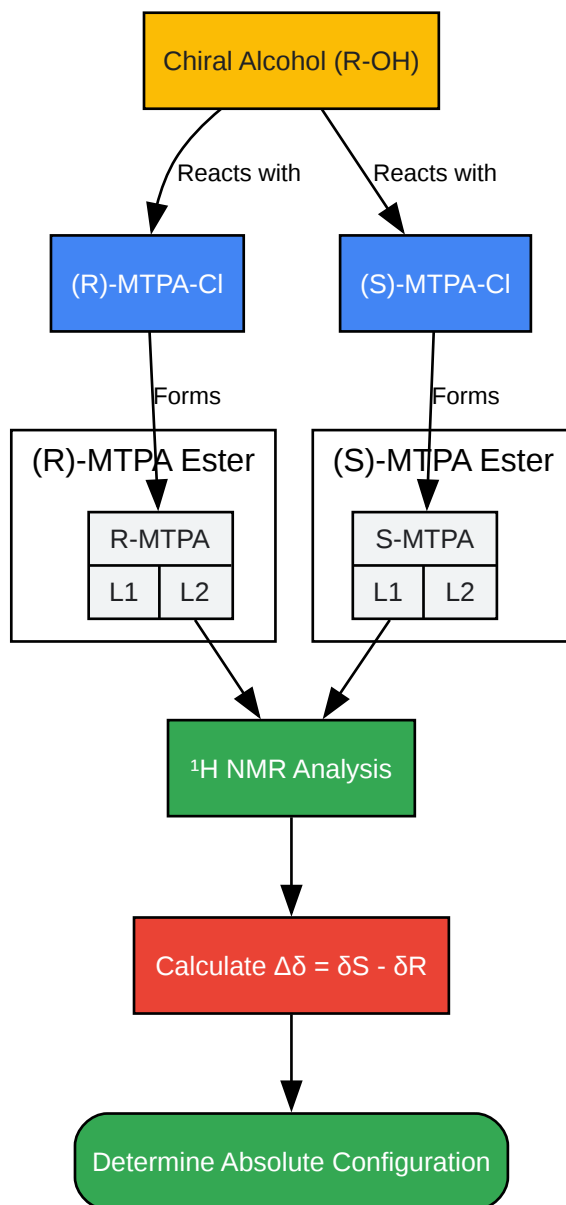 Chiral Alcohol (R-OH)
Reacts with
Reacts with
(R)-MTPA-Cl
(S)-MTPA-Cl
Forms
Forms
(R)-MTPA Ester
(S)-MTPA Ester
R-MTPA
S-MTPA
L1
L2
L1
L2
¹H NMR Analysis
Calculate Δδ = δS - δR
Determine Absolute Configuration